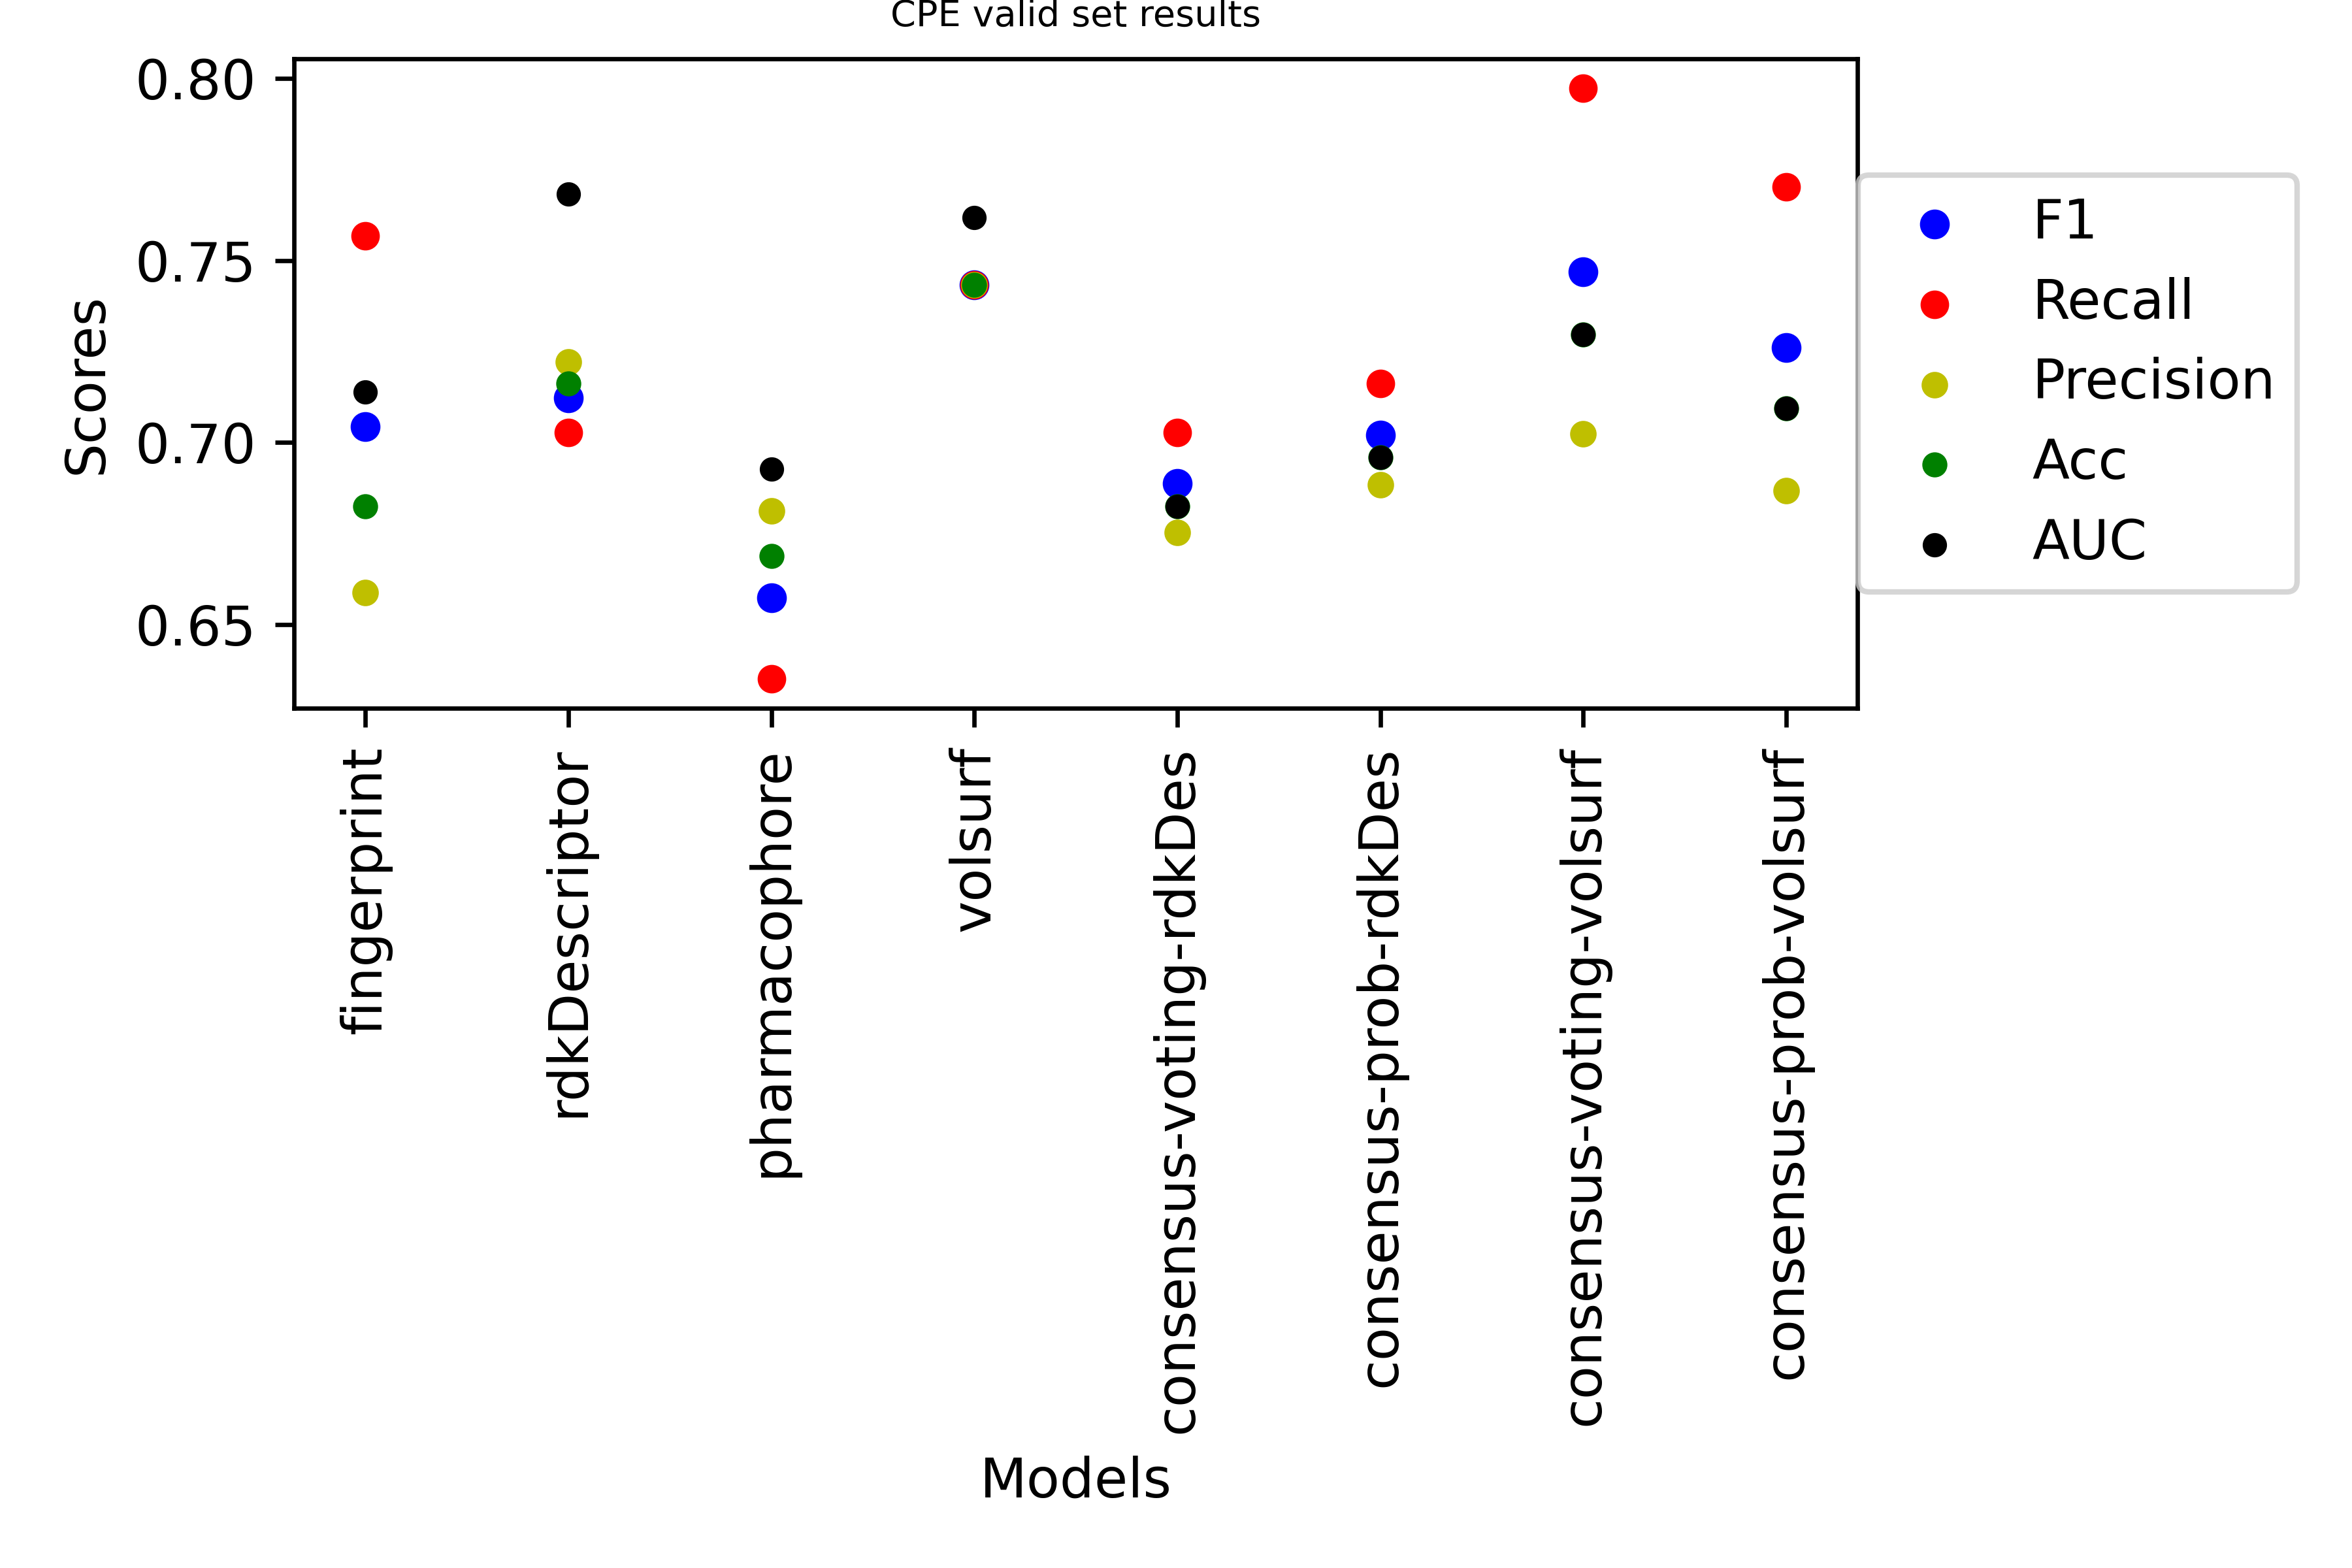 CPE valid set results
0.80
0.75
0.70
0.65
Scores
F1
Recall
Precision
Acc
AUC
fingerprint
rdkDescriptor
pharmacophore
volsurf
consensus-voting-rdkDes
consensus-prob-rdkDes
consensus-voting-volsurf
consensus-prob-volsurf
Models